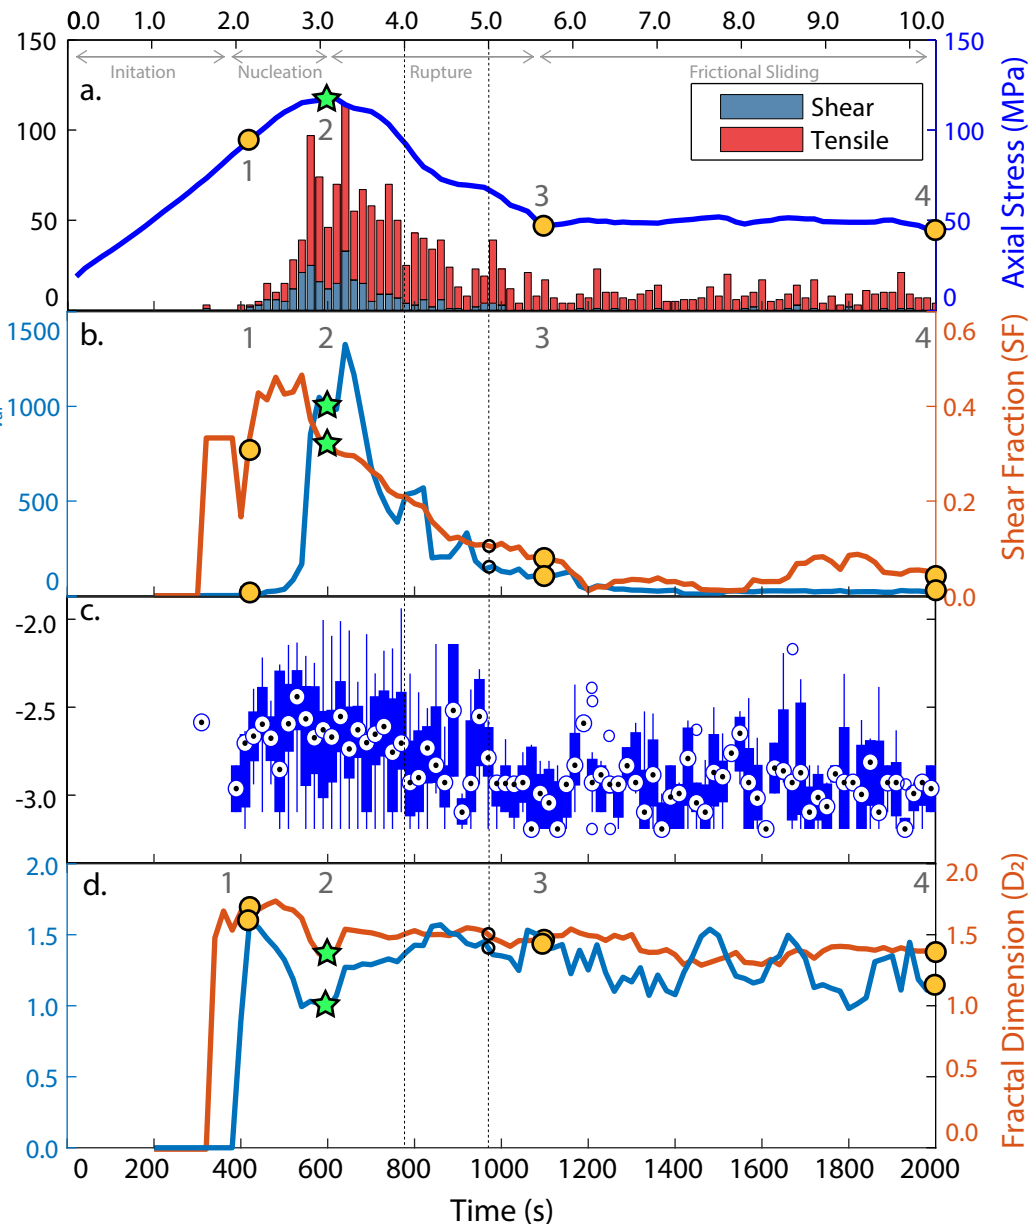 0.0 1.0 2.0 3.0 4.0 5.0 6.0 7.0 8.0 9.0 10.0
150 150
Initation Nucleation Rupture Frictional Sliding
a.
Shear
Tensile
100 100
2
1
3 4
50 50
0 0
Axial Stress (MPa)
1500 0.6
b. 1 2 3 4
1000 0.4
500 0.2
0 0.0
Shear Fraction (SF)
c.
-2.0
-2.5
-3.0
2.0 2.0
d. 1 2 3 4
1.5 1.5
1.0 1.0
0.5 0.5
0.0 0.0
Fractal Dimension (D2)
0 200 400 600 800 1000 1200 1400 1600 1800 2000
Time (s)